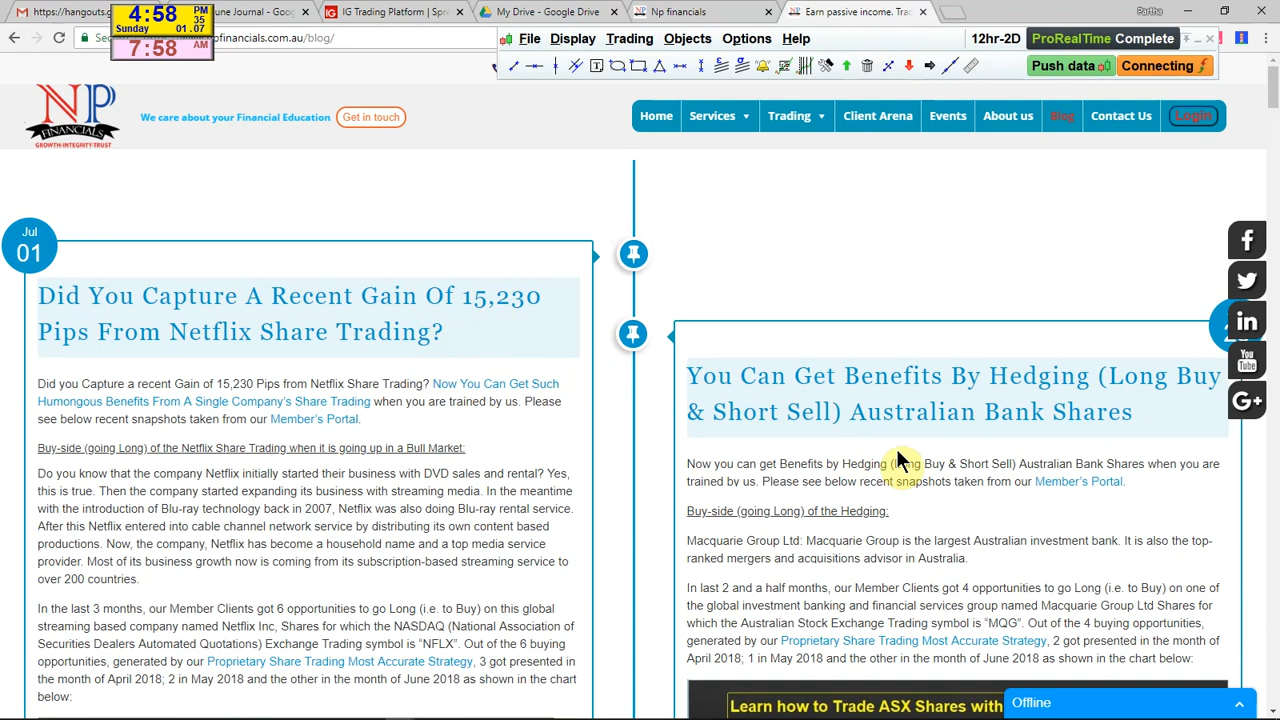 https://hangouts.g
4:58 PM 35
Sunday 01.07
7:58 AM
une Journal - Goog
IG Trading Platform | Spre
My Drive - Google Drive
Np financials
Earn passive income. Trac
Partha
pfinancials.com.au/blog/
File Display Trading Objects Options Help
12hr-2D
ProRealTime Complete
Push data
Connecting
NP
FINANCIALS
GROWTH-INTEGRITY-TRUST
We care about your Financial Education
Get in touch
Home Services Trading Client Arena Events About us Blog Contact Us Login
Jul
01
Did You Capture A Recent Gain Of 15,230
Pips From Netflix Share Trading?
Did you Capture a recent Gain of 15,230 Pips from Netflix Share Trading? Now You Can Get Such
Humongous Benefits From A Single Company's Share Trading when you are trained by us. Please
see below recent snapshots taken from our Member's Portal.
Buy-side (going Long) of the Netflix Share Trading when it is going up in a Bull Market:
Do you know that the company Netflix initially started their business with DVD sales and rental? Yes,
this is true. Then the company started expanding its business with streaming media. In the meantime
with the introduction of Blu-ray technology back in 2007, Netflix was also doing Blu-ray rental service.
After this Netflix entered into cable channel network service by distributing its own content based
productions. Now, the company, Netflix has become a household name and a top media service
provider. Most of its business growth now is coming from its subscription-based streaming service to
over 200 countries.
In the last 3 months, our Member Clients got 6 opportunities to go Long (i.e. to Buy) on this global
streaming based company named Netflix Inc, Shares for which the NASDAQ (National Association of
Securities Dealers Automated Quotations) Exchange Trading symbol is “NFLX”. Out of the 6 buying
opportunities, generated by our Proprietary Share Trading Most Accurate Strategy, 3 got presented in
the month of April 2018; 2 in May 2018 and the other in the month of June 2018 as shown in the chart
below:
You Can Get Benefits By Hedging (Long Buy
& Short Sell) Australian Bank Shares
Now you can get Benefits by Hedging (Long Buy & Short Sell) Australian Bank Shares when you are
trained by us. Please see below recent snapshots taken from our Member's Portal.
Buy-side (going Long) of the Hedging:
Macquarie Group Ltd: Macquarie Group is the largest Australian investment bank. It is also the top-
ranked mergers and acquisitions advisor in Australia.
In last 2 and a half months, our Member Clients got 4 opportunities to go Long (i.e. to Buy) on one of
the global investment banking and financial services group named Macquarie Group Ltd Shares for
which the Australian Stock Exchange Trading symbol is “MQG”. Out of the 4 buying opportunities,
generated by our Proprietary Share Trading Most Accurate Strategy, 2 got presented in the month of
April 2018; 1 in May 2018 and the other in the month of June 2018 as shown in the chart below:
Learn how to Trade ASX Shares with
Offline
You Tube
G+